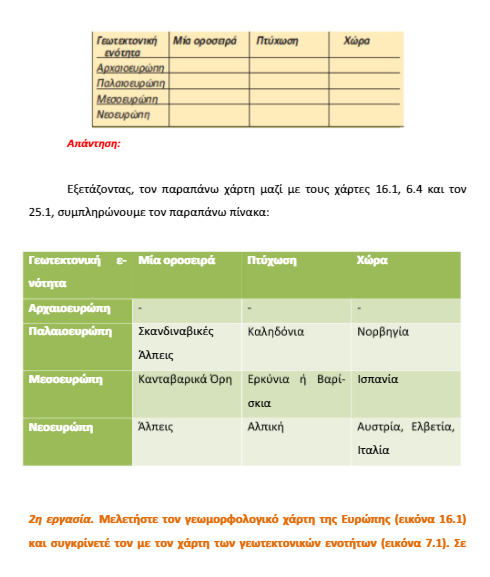 Γεωτεκτονική ενότητα Μία οροσειρά Πτύχωση Χώρα
Αρχαιοευρώπη
Παλαιοευρώπη
Μεσοευρώπη
Νεοευρώπη
Απάντηση:
Εξετάζοντας, τον παραπάνω χάρτη μαζί με τους χάρτες 16.1, 6.4 και τον
25.1, συμπληρώνουμε τον παραπάνω πίνακα:
Γεωτεκτονική ε- Μία οροσειρά Πτύχωση Χώρα
νότητα
Αρχαιοευρώπη - - -
Παλαιοευρώπη Σκανδιναβικές Καληδόνια Νορβηγία
Άλπεις
Μεσοευρώπη Κανταβαρικά Όρη Ερκύνια ή Βαρί- Ισπανία
σκια
Νεοευρώπη Άλπεις Αλπική Αυστρία, Ελβετία,
Ιταλία
2η εργασία. Μελετήστε τον γεωμορφολογικό χάρτη της Ευρώπης (εικόνα 16.1)
και συγκρίνετέ τον με τον χάρτη των γεωτεκτονικών ενοτήτων (εικόνα 7.1). Σε